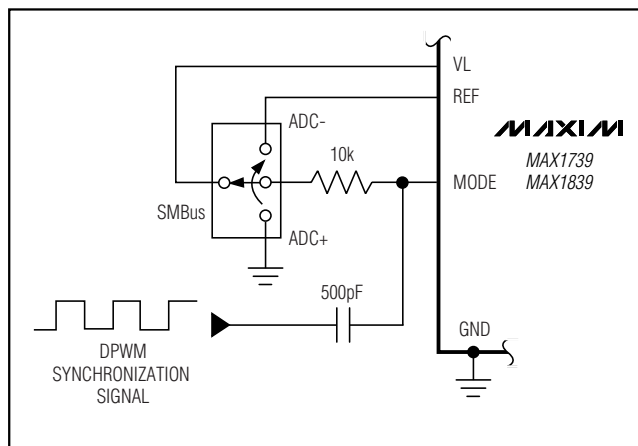 VL
REF
MAXIM
ADC-
10k
MAX1739
MAX1839
MODE
SMBus
ADC+
500pF
GND
DPWM
SYNCHRONIZATION
SIGNAL